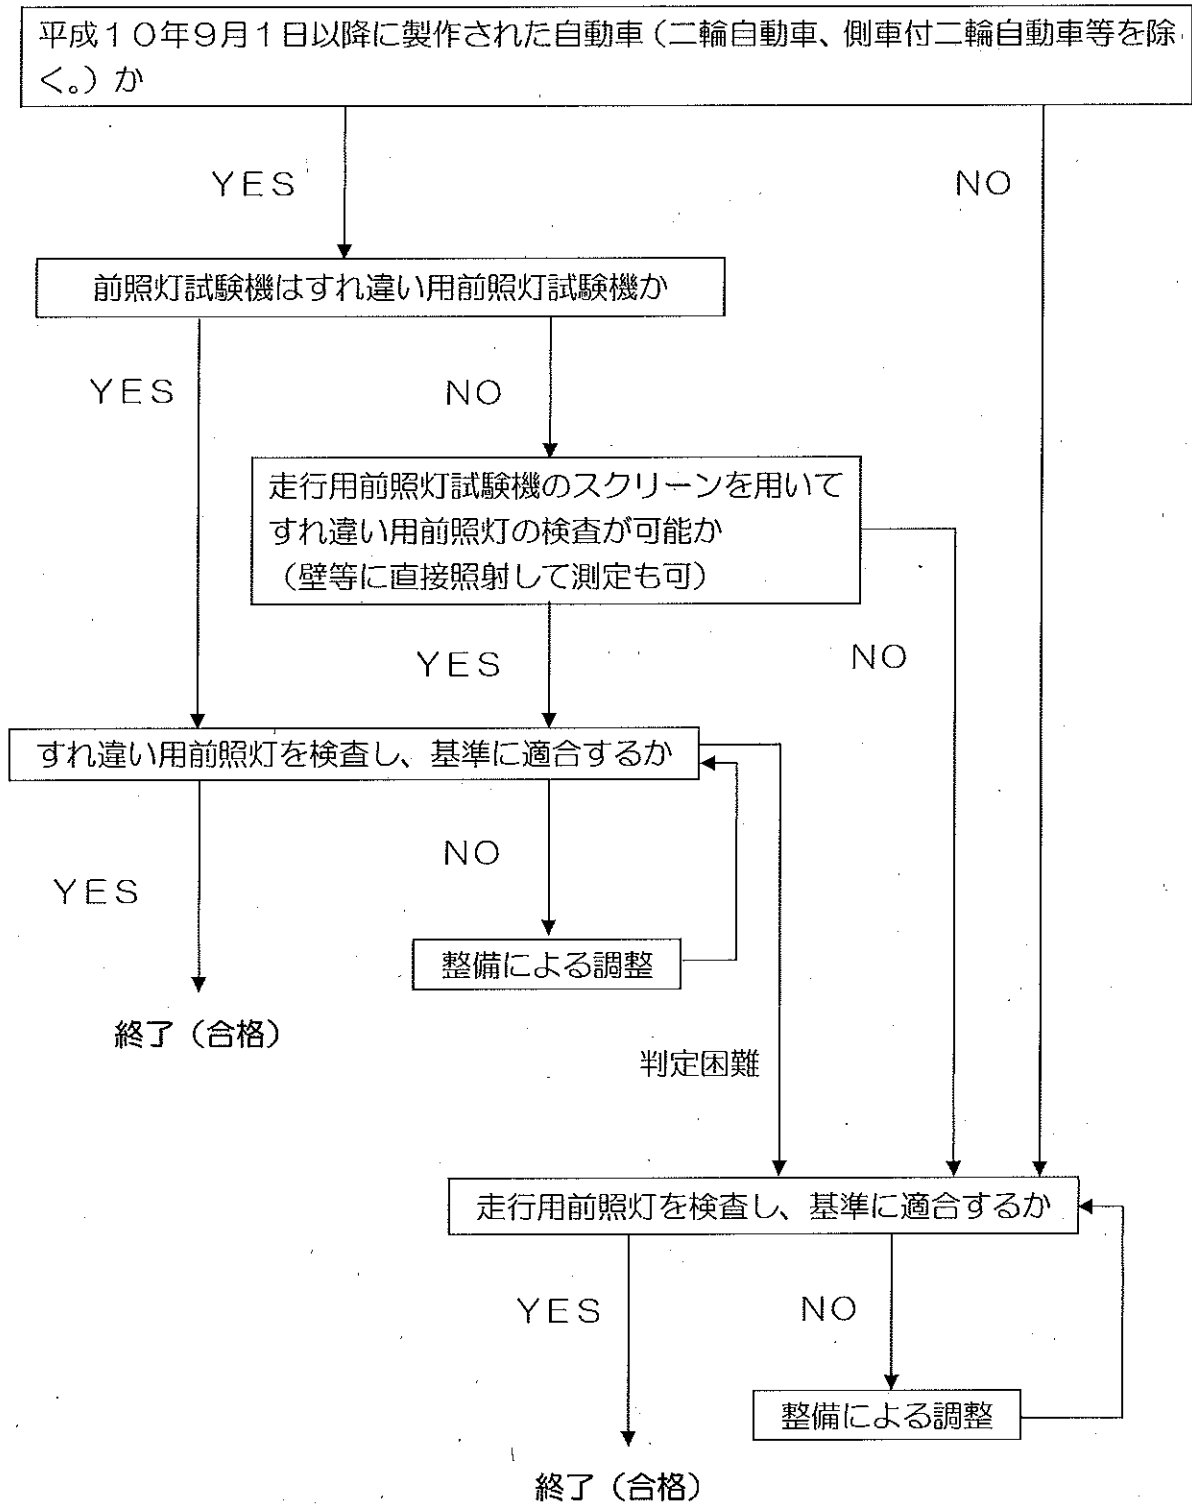 平成１０年９月１日以降に製作された自動車（二輪自動車、側車付二輪自動車等を除
く。）か
YES
NO
前照灯試験機はすれ違い用前照灯試験機か
YES
NO
走行用前照灯試験機のスクリーンを用いて
すれ違い用前照灯の検査が可能か
（壁等に直接照射して測定も可）
YES
NO
すれ違い用前照灯を検査し、基準に適合するか
YES
NO
整備による調整
終了（合格）
判定困難
走行用前照灯を検査し、基準に適合するか
YES
NO
整備による調整
終了（合格）